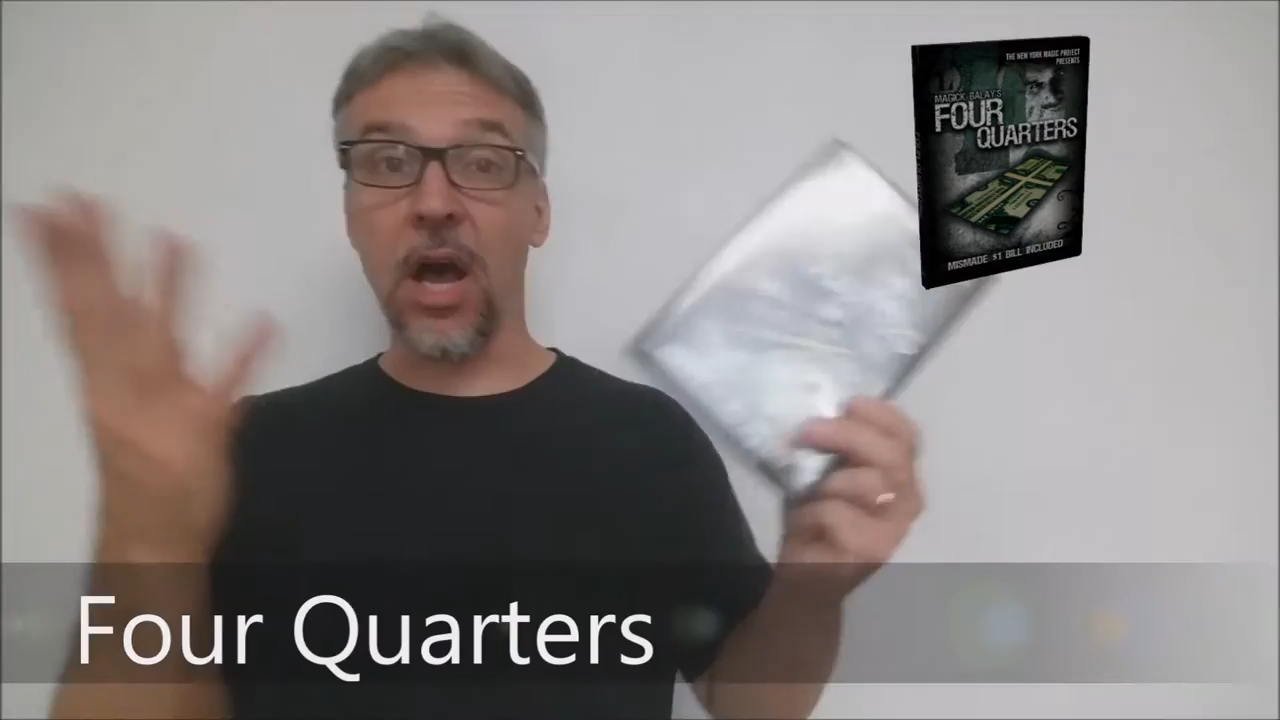 THE NEW YORK MAGIC PROJECT
PRESENTS
MAGICK BALAY'S
FOUR
QUARTERS
MISMADE $1 BILL INCLUDED
Four Quarters